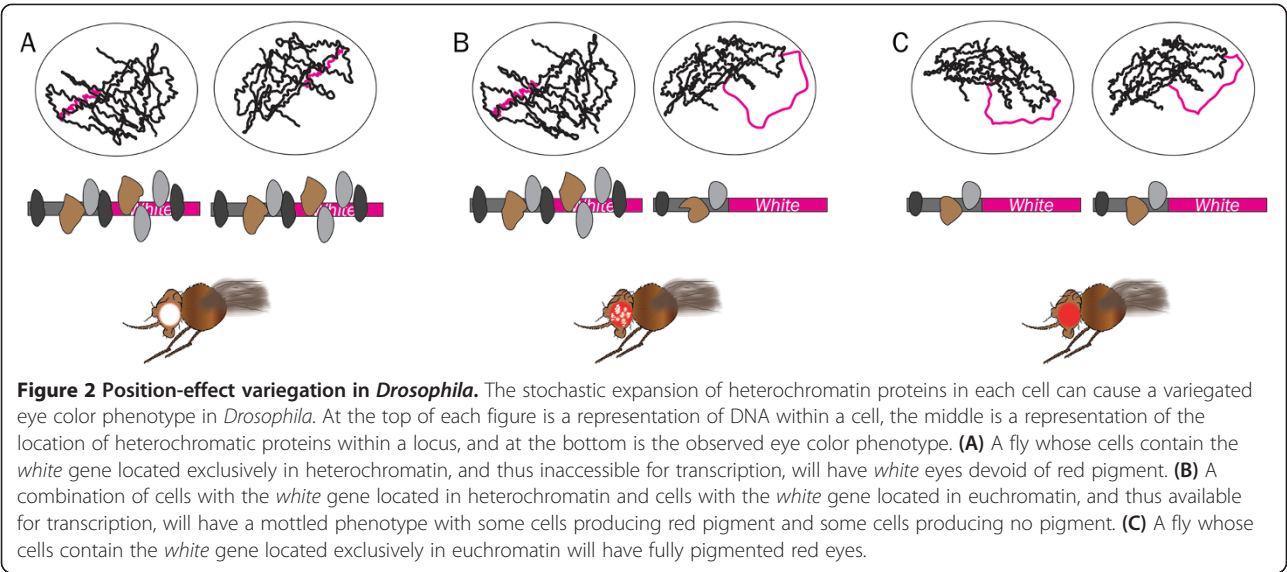 A
B
C
White
White
White
White
White
White
Figure 2 Position-effect variegation in Drosophila. The stochastic expansion of heterochromatin proteins in each cell can cause a variegated
eye color phenotype in Drosophila. At the top of each figure is a representation of DNA within a cell, the middle is a representation of the
location of heterochromatic proteins within a locus, and at the bottom is the observed eye color phenotype. (A) A fly whose cells contain the
white gene located exclusively in heterochromatin, and thus inaccessible for transcription, will have white eyes devoid of red pigment. (B) A
combination of cells with the white gene located in heterochromatin and cells with the white gene located in euchromatin, and thus available
for transcription, will have a mottled phenotype with some cells producing red pigment and some cells producing no pigment. (C) A fly whose
cells contain the white gene located exclusively in euchromatin will have fully pigmented red eyes.